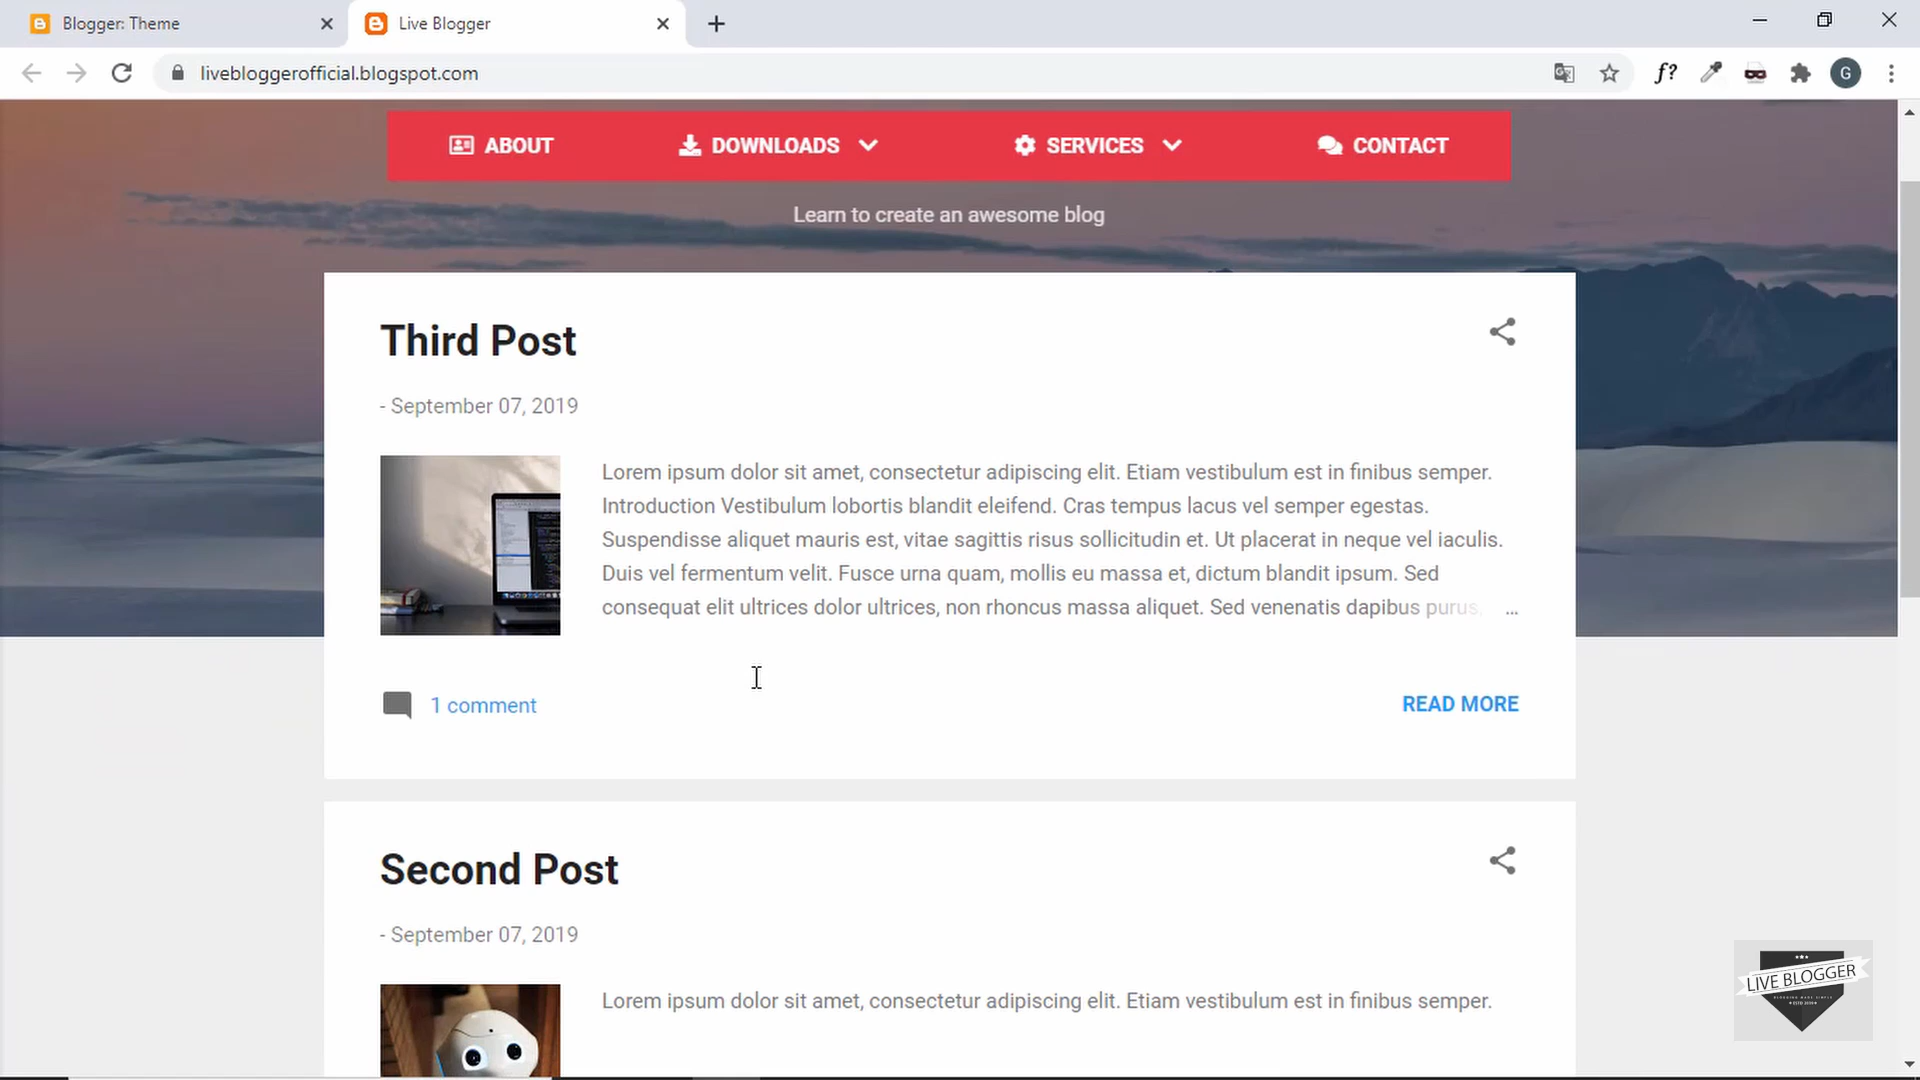 Blogger: Theme
Live Blogger
livebloggerofficial.blogspot.com
f?
G
ABOUT
DOWNLOADS
SERVICES
CONTACT
Learn to create an awesome blog
Third Post
- September 07, 2019
Lorem ipsum dolor sit amet, consectetur adipiscing elit. Etiam vestibulum est in finibus semper.
Introduction Vestibulum lobortis blandit eleifend. Cras tempus lacus vel semper egestas.
Suspendisse aliquet mauris est, vitae sagittis risus sollicitudin et. Ut placerat in neque vel iaculis.
Duis vel fermentum velit. Fusce urna quam, mollis eu massa et, dictum blandit ipsum. Sed
consequat elit ultrices dolor ultrices, non rhoncus massa aliquet. Sed venenatis dapibus purus, ...
1 comment
READ MORE
Second Post
- September 07, 2019
Lorem ipsum dolor sit amet, consectetur adipiscing elit. Etiam vestibulum est in finibus semper.
LIVE BLOGGER